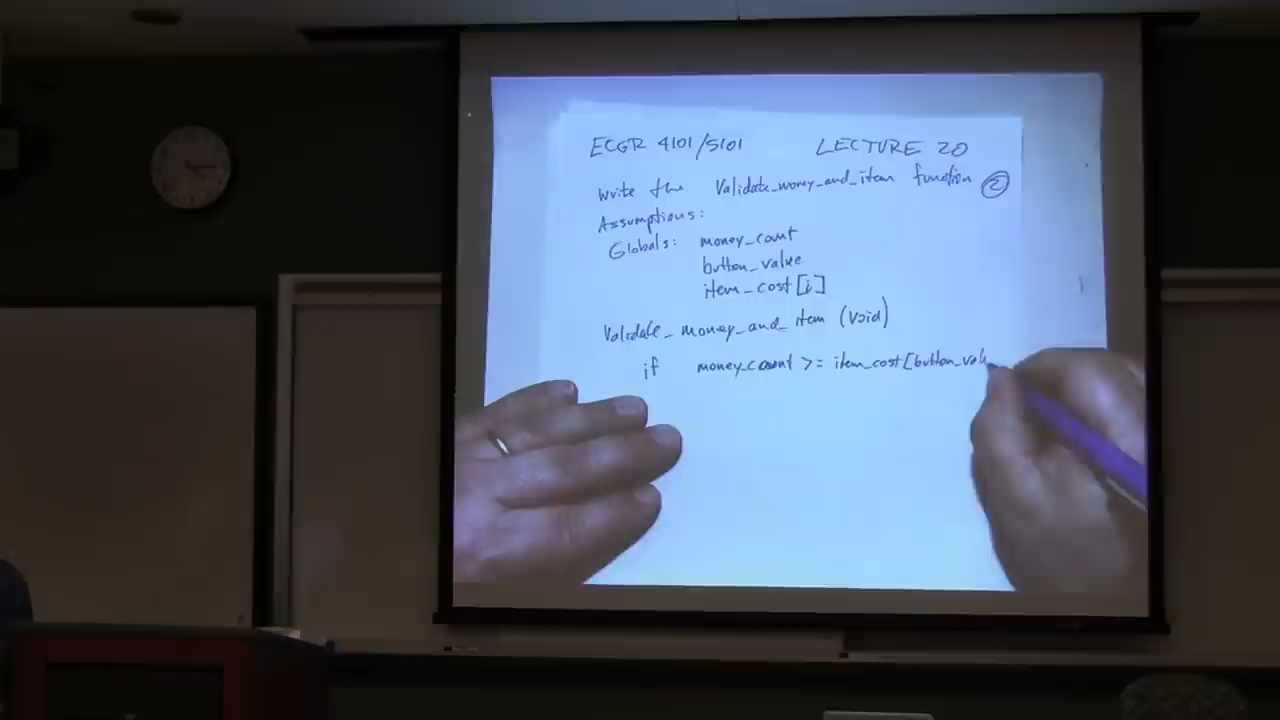 ECGR 4101/5101 LECTURE 20
Write the Validate_money_and_item function 2
Assumptions:
Globals: money_count
button_value
item_cost[i]
Validate_money_and_item (void)
if money_count >= item_cost[button_valu